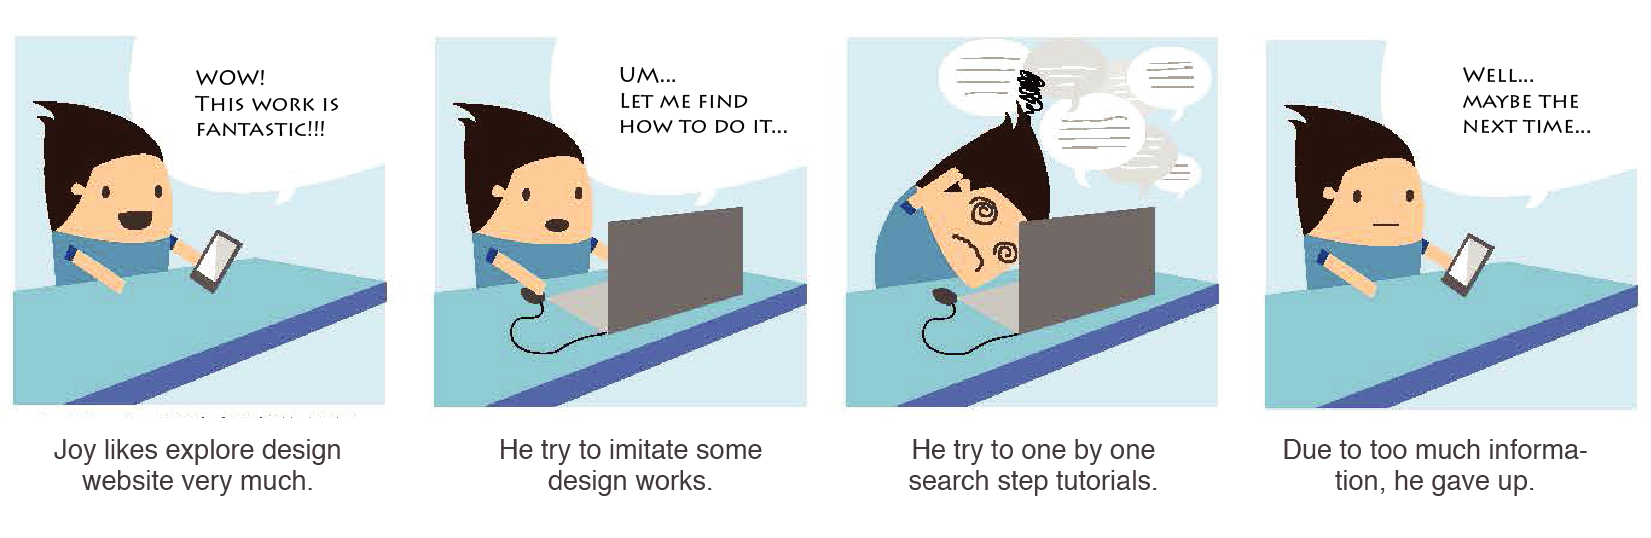 WOW!
THIS WORK IS
FANTASTIC!!!
Joy likes explore design
website very much.
UM...
LET ME FIND
HOW TO DO IT...
He try to imitate some
design works.
He try to one by one
search step tutorials.
WELL...
MAYBE THE
NEXT TIME...
Due to too much informa-
tion, he gave up.